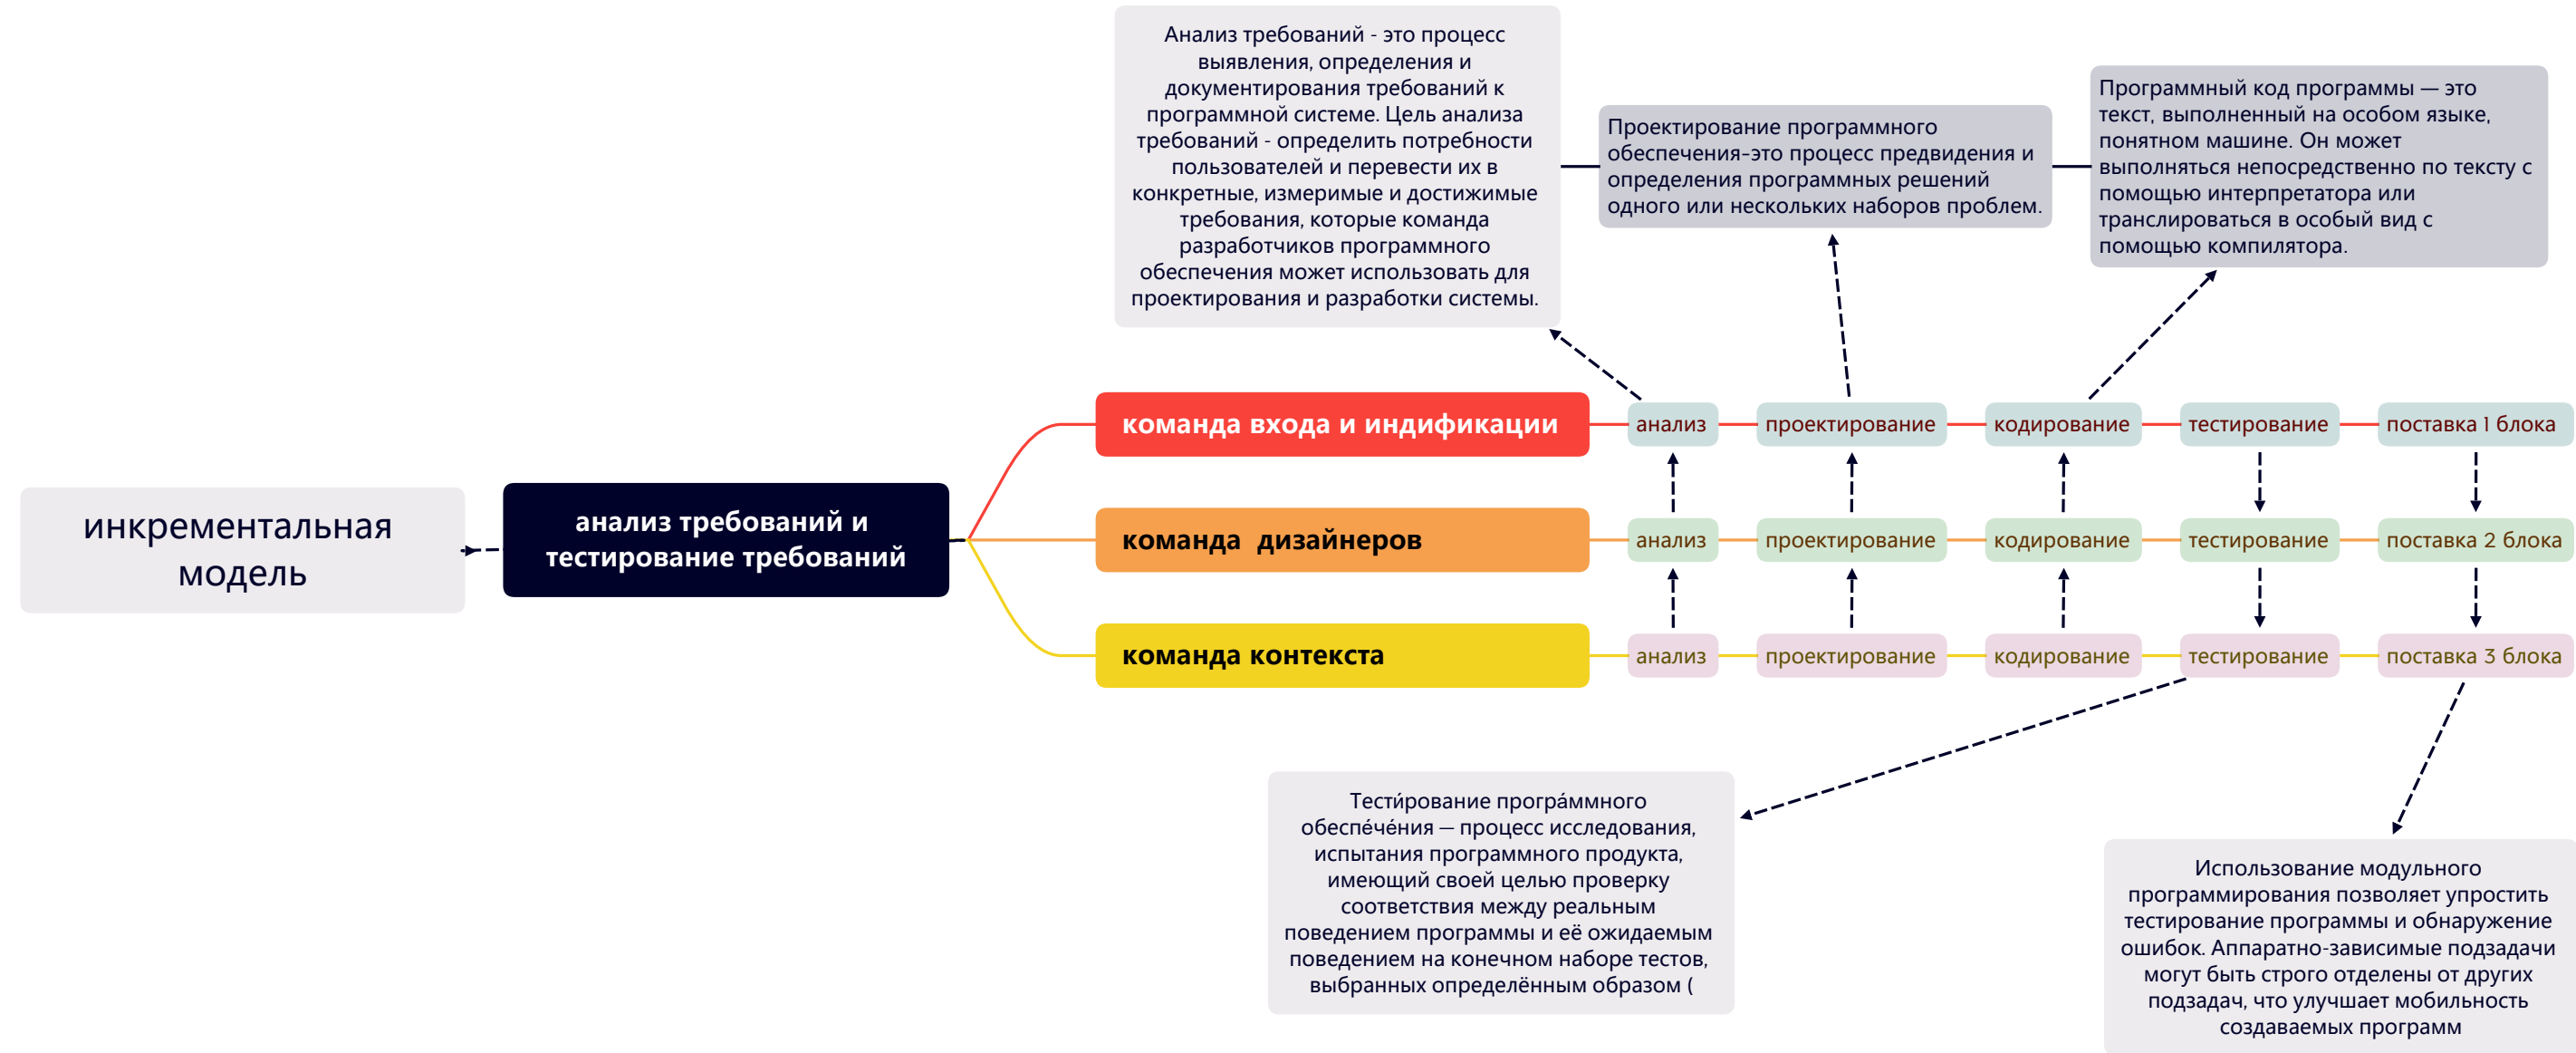 Анализ требований - это процесс
выявления, определения и
документирования требований к
программной системе. Цель анализа
требований - определить потребности
пользователей и перевести их в
конкретные, измеримые и достижимые
требования, которые команда
разработчиков программного
обеспечения может использовать для
проектирования и разработки системы.
Проектирование программного
обеспечения–это процесс предвидения и
определения программных решений
одного или нескольких наборов проблем.
Программный код программы — это
текст, выполненный на особом языке,
понятном машине. Он может
выполняться непосредственно по тексту с
помощью интерпретатора или
транслироваться в особый вид с
помощью компилятора.
инкрементальная
модель
анализ требований и
тестирование требований
команда входа и индификации
анализ
проектирование
кодирование
тестирование
поставка 1 блока
команда  дизайнеров
анализ
проектирование
кодирование
тестирование
поставка 2 блока
команда контекста
анализ
проектирование
кодирование
тестирование
поставка 3 блока
Тести́рование програ́ммного
обеспе́че́ния — процесс исследования,
испытания программного продукта,
имеющий своей целью проверку
соответствия между реальным
поведением программы и её ожидаемым
поведением на конечном наборе тестов,
выбранных определённым образом (
Использование модульного
программирования позволяет упростить
тестирование программы и обнаружение
ошибок. Аппаратно-зависимые подзадачи
могут быть строго отделены от других
подзадач, что улучшает мобильность
создаваемых программ